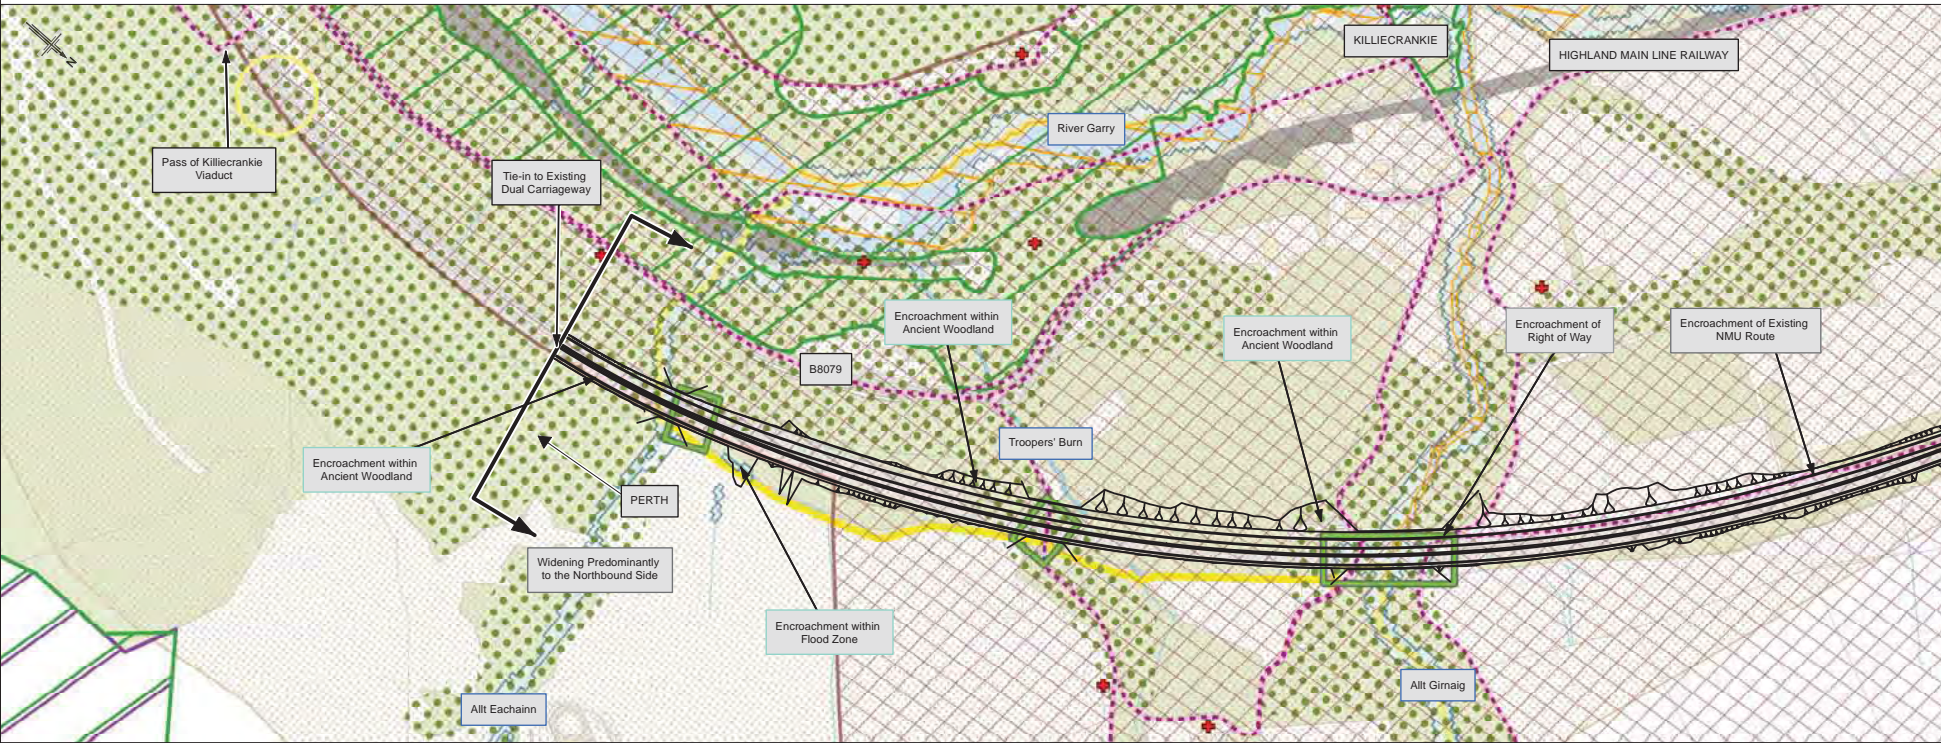 N
KILLIECRANKIE
HIGHLAND MAIN LINE RAILWAY
River Garry
Pass of Killiecrankie
Viaduct
Tie-in to Existing
Dual Carriageway
Encroachment within
Ancient Woodland
Encroachment within
Ancient Woodland
Encroachment of
Right of Way
Encroachment of Existing
NMU Route
B8079
Troopers' Burn
Encroachment within
Ancient Woodland
PERTH
Widening Predominantly
to the Northbound Side
Encroachment within
Flood Zone
Allt Girnaig
Allt Eachainn